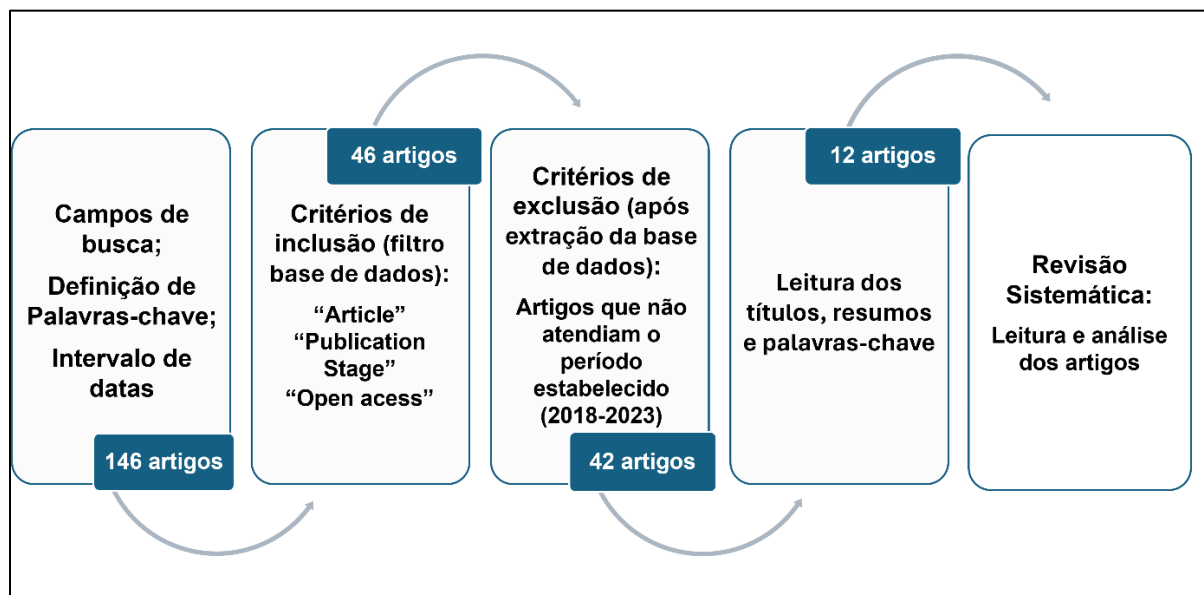 Campos de
busca;
Definição de
Palavras-chave;
Intervalo de
datas
146 artigos
46 artigos
Critérios de
inclusão (filtro
base de dados):
“Article”
“Publication
Stage”
“Open acess”
Critérios de
exclusão (após
extração da base
de dados):
Artigos que não
atendiam o
período
estabelecido
(2018-2023)
42 artigos
12 artigos
Leitura dos
títulos, resumos
e palavras-chave
Revisão
Sistemática:
Leitura e análise
dos artigos